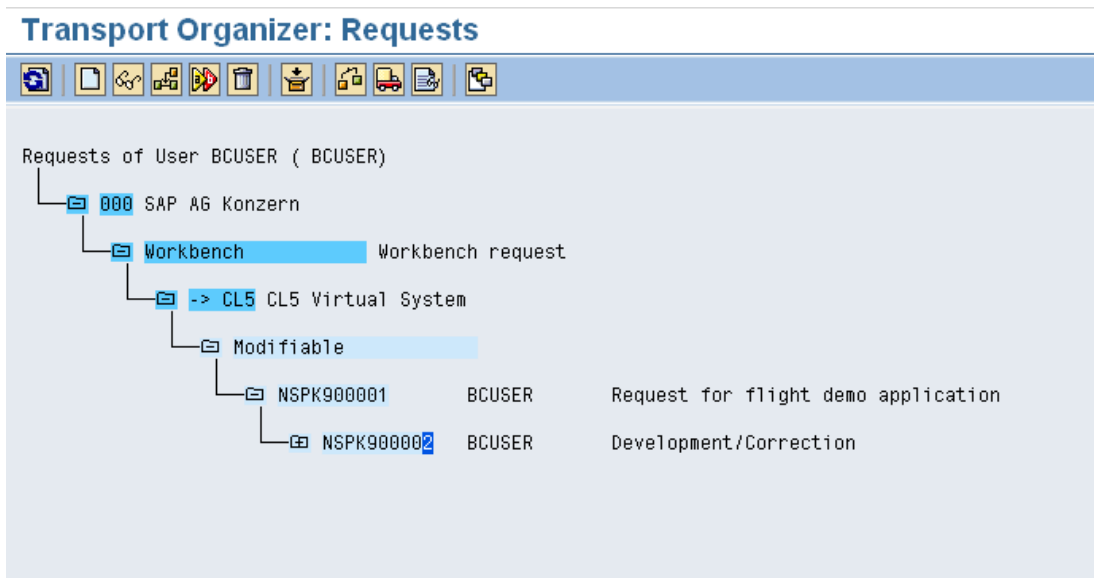 Transport Organizer: Requests
Requests of User BCUSER ( BCUSER)
000 SAP AG Konzern
Workbench Workbench request
-> CL5 CL5 Virtual System
Modifiable
NSPK900001 BCUSER Request for flight demo application
NSPK900002 BCUSER Development/Correction